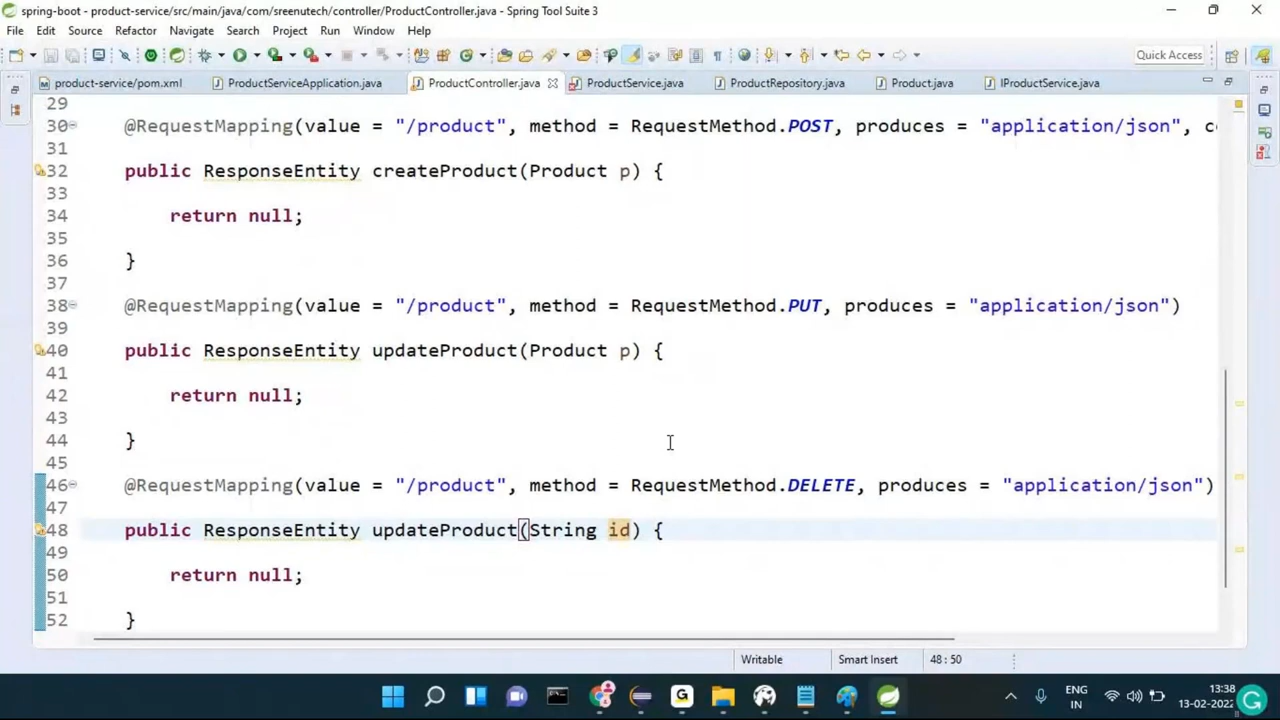 spring-boot - product-service/src/main/java/com/sreenutech/controller/ProductController.java - Spring Tool Suite 3
File Edit Source Refactor Navigate Search Project Run Window Help
Quick Access
product-service/pom.xml ProductServiceApplication.java ProductController.java ProductService.java ProductRepository.java Product.java IProductService.java
29
30 @RequestMapping(value = "/product", method = RequestMethod.POST, produces = "application/json", co
31
32 public ResponseEntity createProduct(Product p) {
33
34 return null;
35
36 }
37
38 @RequestMapping(value = "/product", method = RequestMethod.PUT, produces = "application/json")
39
40 public ResponseEntity updateProduct(Product p) {
41
42 return null;
43
44 }
45
46 @RequestMapping(value = "/product", method = RequestMethod.DELETE, produces = "application/json")
47
48 public ResponseEntity updateProduct(String id) {
49
50 return null;
51
52 }
Writable Smart Insert 48 : 50
ENG
IN
13:38
13-02-2022